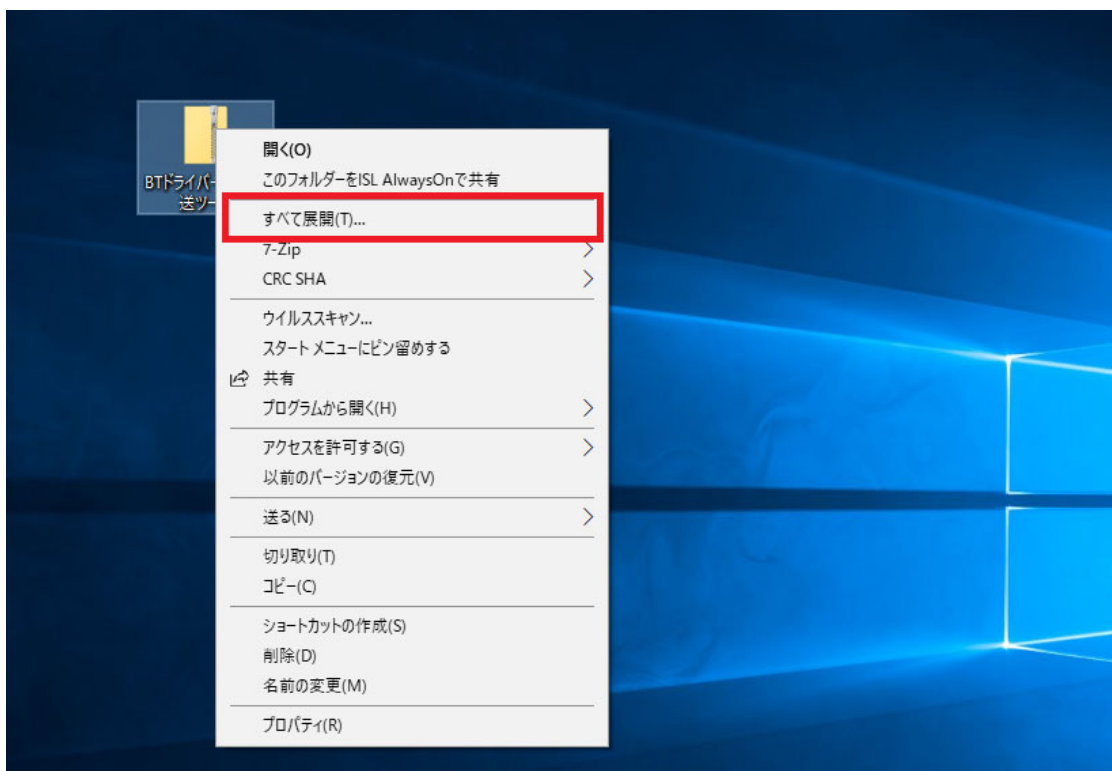 BTドライバー
送ツー
開く(O)
このフォルダーをISL AlwaysOnで共有
すべて展開(T)...
7-Zip
CRC SHA
ウイルススキャン...
スタート メニューにピン留めする
共有
プログラムから開く(H)
アクセスを許可する(G)
以前のバージョンの復元(V)
送る(N)
切り取り(T)
コピー(C)
ショートカットの作成(S)
削除(D)
名前の変更(M)
プロパティ(R)